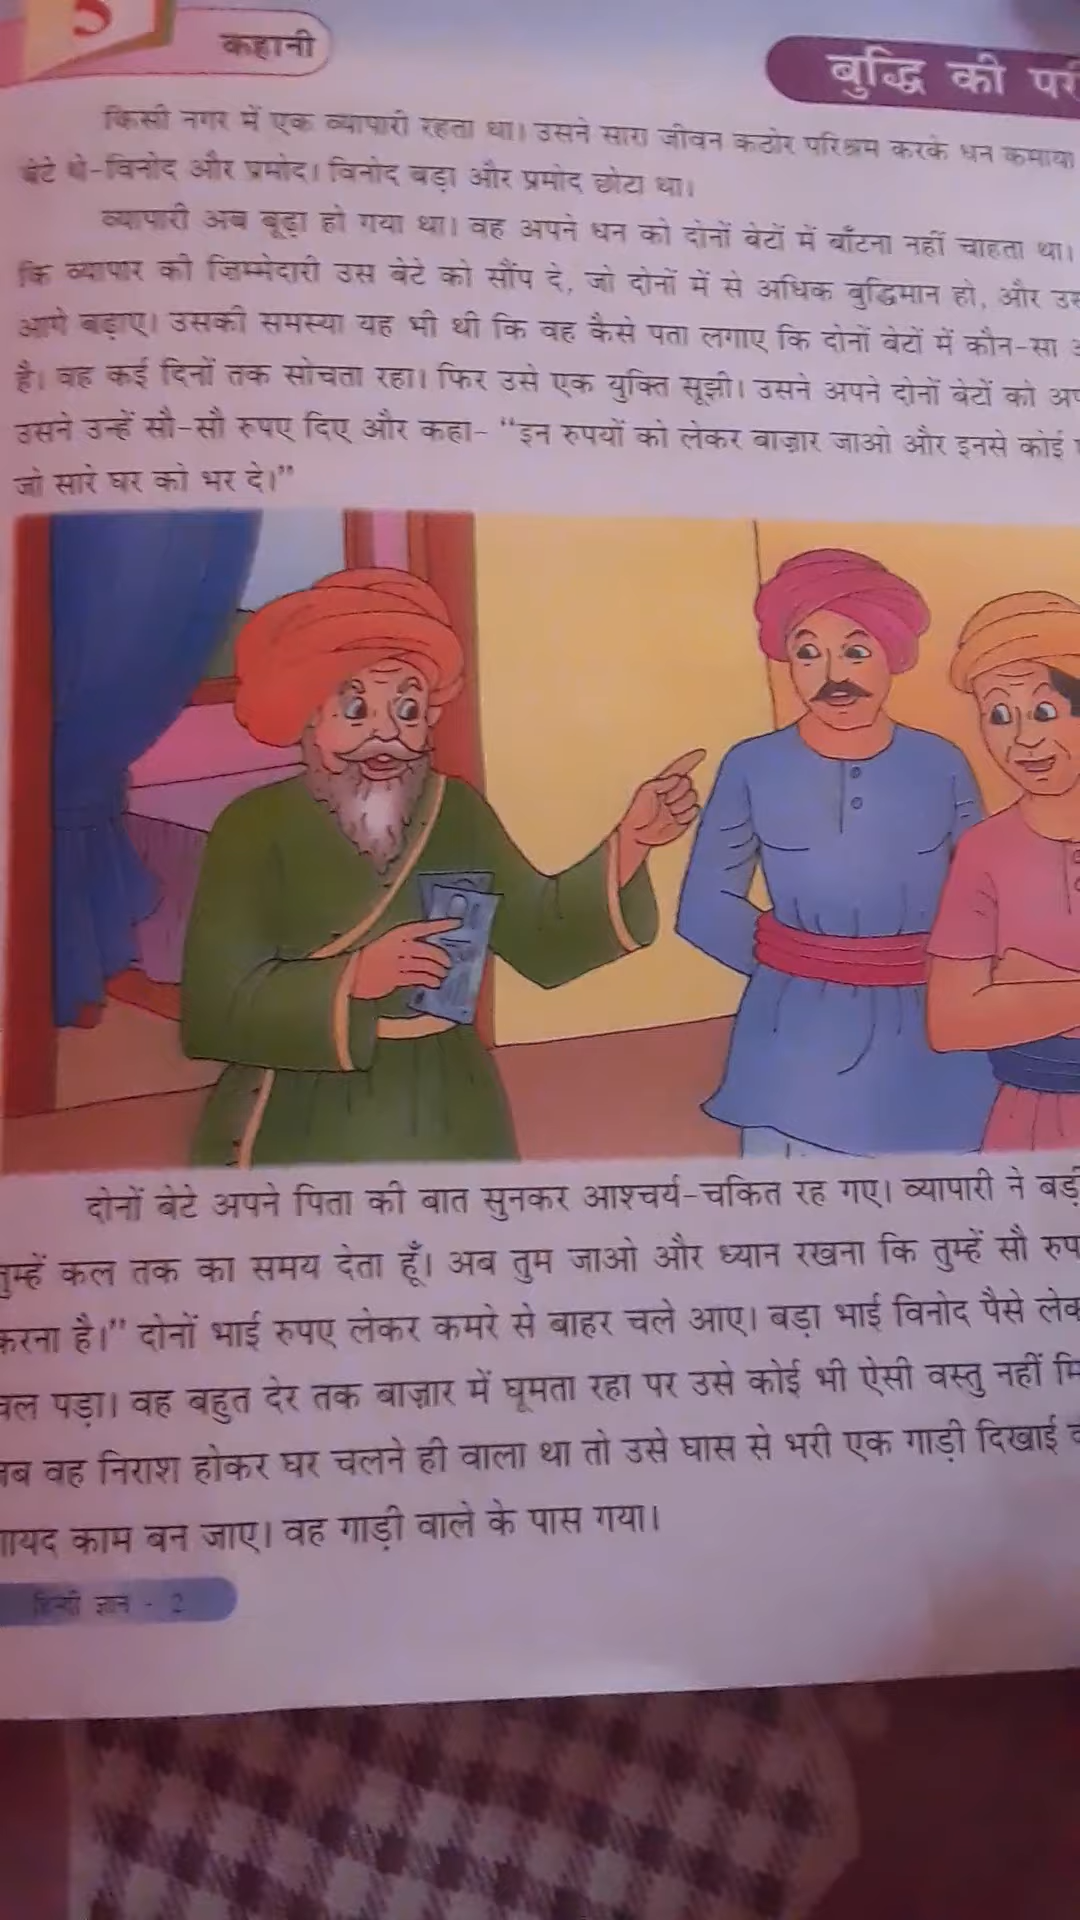 5
कहानी
बुद्धि की
किसी नगर में एक व्यापारी रहता था। उसने सारा जीवन कठोर परिश्रम करके धन कमाया
बेटे थे-विनोद और प्रमोद। विनोद बड़ा और प्रमोद छोटा था।
व्यापारी अब बूढ़ा हो गया था। वह अपने धन को दोनों बेटों में बाँटना नहीं चाहता था।
कि व्यापार की ज़िम्मेदारी उस बेटे को सौंप दे, जो दोनों में से अधिक बुद्धिमान हो, और
आगे बढ़ाए। उसकी समस्या यह भी थी कि वह कैसे पता लगाए कि दोनों बेटों में कौन-सा
है। वह कई दिनों तक सोचता रहा। फिर उसे एक युक्ति सूझी। उसने अपने दोनों बेटों को
उसने उन्हें सौ-सौ रुपए दिए और कहा- “इन रुपयों को लेकर बाज़ार जाओ और इनसे कोई
जो सारे घर को भर दे।”
दोनों बेटे अपने पिता की बात सुनकर आश्चर्य-चकित रह गए। व्यापारी ने
तुम्हें कल तक का समय देता हूँ। अब तुम जाओ और ध्यान रखना कि तुम्हें सौ
करना है।” दोनों भाई रुपए लेकर कमरे से बाहर चले आए। बड़ा भाई विनोद पैसे
चल पड़ा। वह बहुत देर तक बाज़ार में घूमता रहा पर उसे कोई भी ऐसी वस्तु नहीं
वह निराश होकर घर चलने ही वाला था तो उसे घास से भरी एक गाड़ी दिखाई
काम बन जाए। वह गाड़ी वाले के पास गया।
हिन्दी ज्ञान - 2